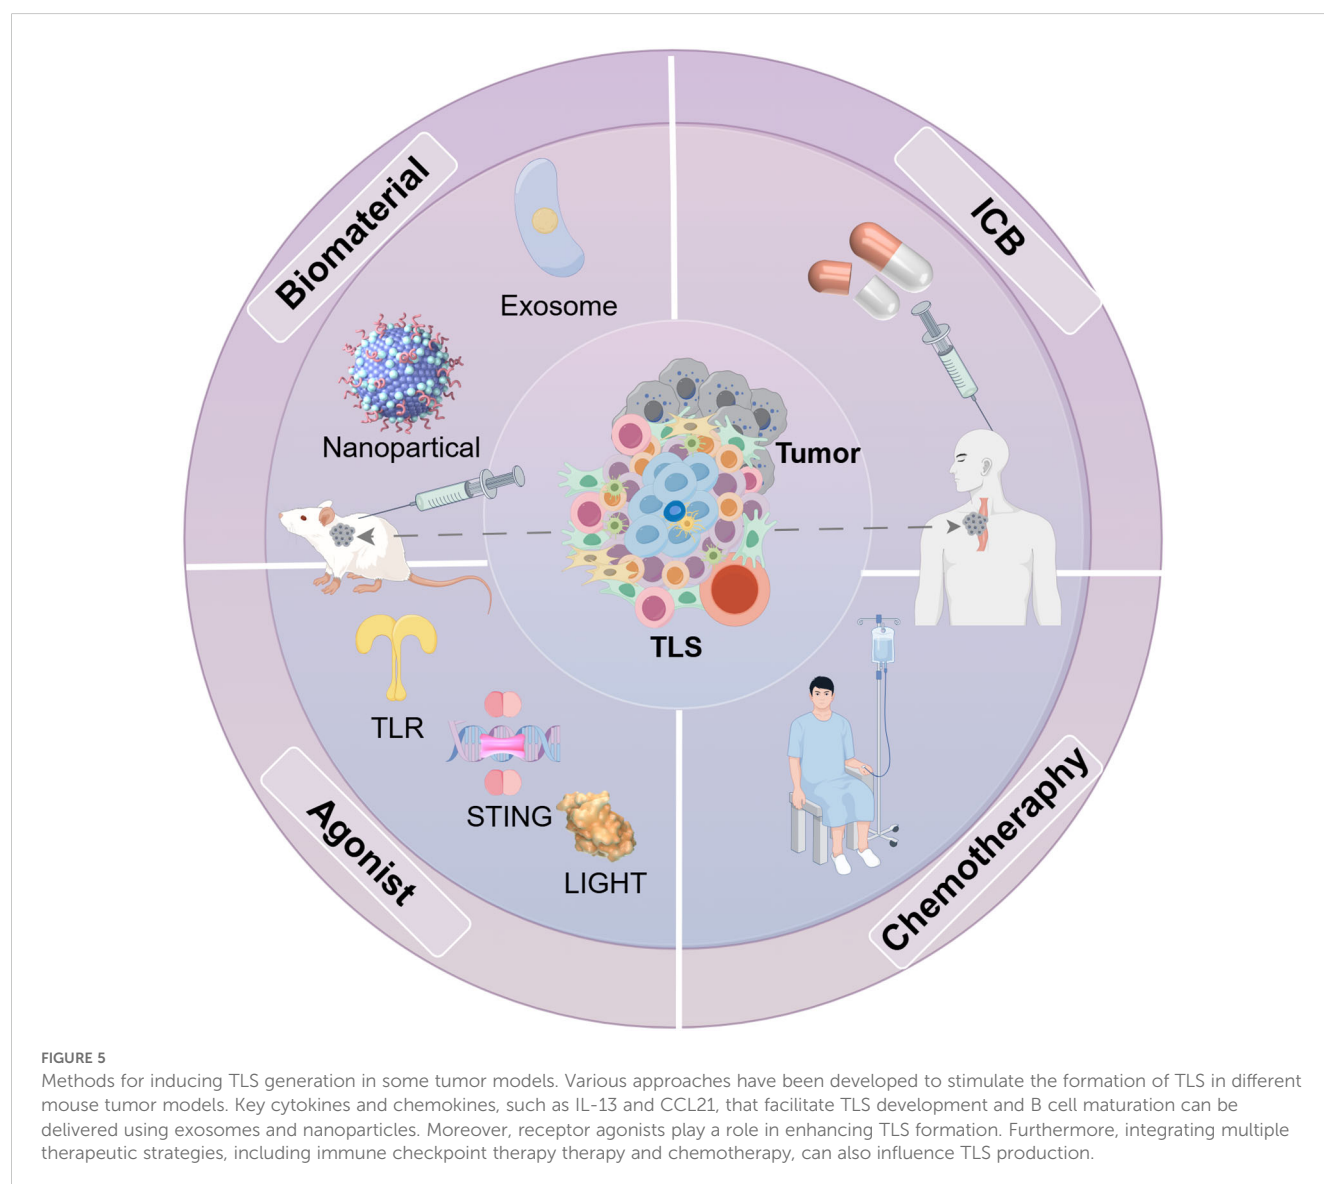 Biomaterial
ICB
Exosome
Nanopartical
Tumor
TLS
TLR
STING
LIGHT
Agonist
Chemotheraphy
FIGURE 5
Methods for inducing TLS generation in some tumor models. Various approaches have been developed to stimulate the formation of TLS in different
mouse tumor models. Key cytokines and chemokines, such as IL-13 and CCL21, that facilitate TLS development and B cell maturation can be
delivered using exosomes and nanoparticles. Moreover, receptor agonists play a role in enhancing TLS formation. Furthermore, integrating multiple
therapeutic strategies, including immune checkpoint therapy therapy and chemotherapy, can also influence TLS production.